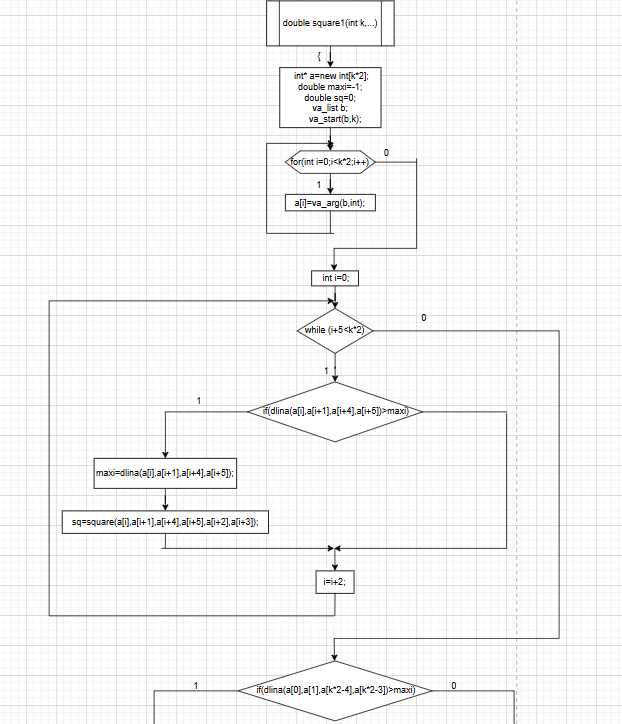 double square1(int k,...)
{
int* a=new int[k*2];
double maxi=-1;
double sq=0;
va_list b;
va_start(b,k);
for(int i=0;i<k*2;i++)
0
1
a[i]=va_arg(b,int);
int i=0;
while (i+5<k*2)
0
1
if(dlina(a[i],a[i+1],a[i+4],a[i+5])>maxi)
1
maxi=dlina(a[i],a[i+1],a[i+4],a[i+5]);
sq=square(a[i],a[i+1],a[i+4],a[i+5],a[i+2],a[i+3]);
i=i+2;
if(dlina(a[0],a[1],a[k*2-4],a[k*2-3])>maxi)
1
0